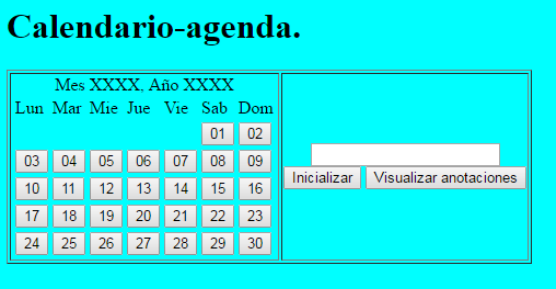 Calendario-agenda.
Mes XXXX, Año XXXX
Lun Mar Mie Jue Vie Sab Dom
01 02
03 04 05 06 07 08 09
10 11 12 13 14 15 16
17 18 19 20 21 22 23
24 25 26 27 28 29 30
Inicializar Visualizar anotaciones